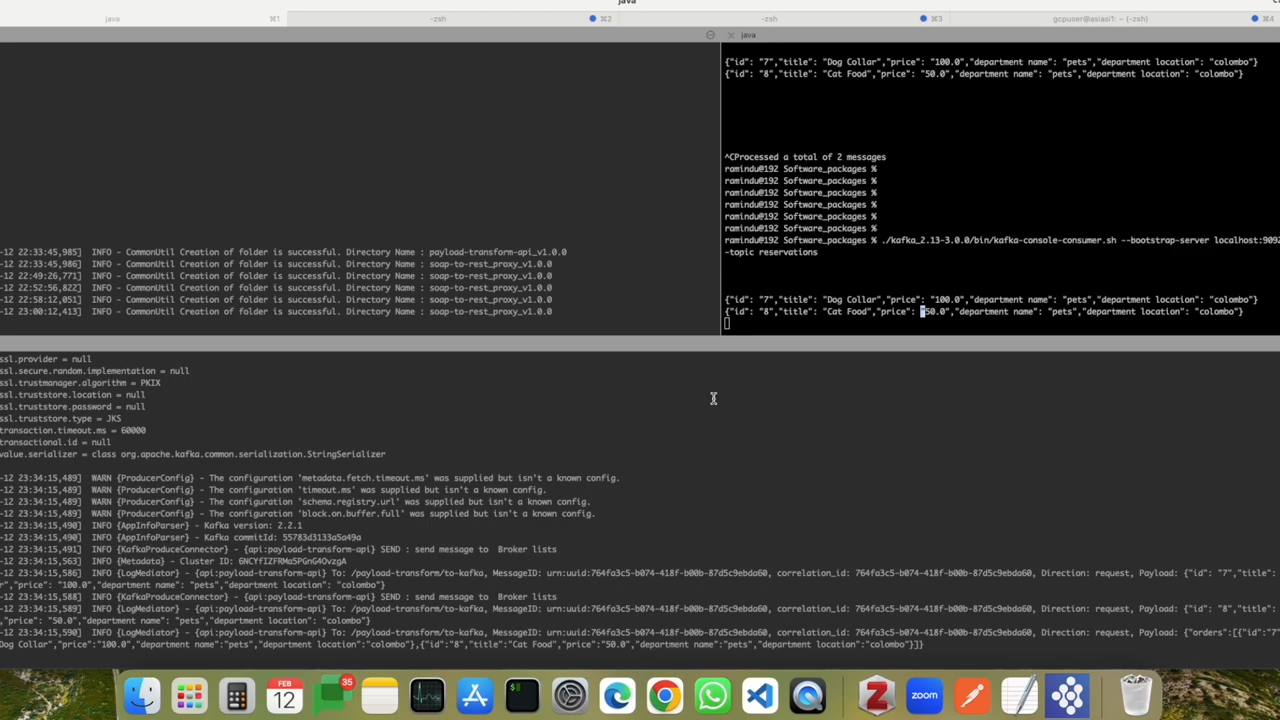 java
java
⌘1
-zsh
⌘2
-zsh
⌘3
gcpuser@asiasi1: ~ (-zsh)
⌘4
java
{"id": "7","title": "Dog Collar","price": "100.0","department name": "pets","department location": "colombo"}
{"id": "8","title": "Cat Food","price": "50.0","department name": "pets","department location": "colombo"}
^CProcessed a total of 2 messages
ramindu@192 Software_packages %
ramindu@192 Software_packages %
ramindu@192 Software_packages %
ramindu@192 Software_packages %
ramindu@192 Software_packages %
ramindu@192 Software_packages %
ramindu@192 Software_packages % ./kafka_2.13-3.0.0/bin/kafka-console-consumer.sh --bootstrap-server localhost:9092
-topic reservations
{"id": "7","title": "Dog Collar","price": "100.0","department name": "pets","department location": "colombo"}
{"id": "8","title": "Cat Food","price": "50.0","department name": "pets","department location": "colombo"}
-12 22:33:45,985] INFO - CommonUtil Creation of folder is successful. Directory Name : payload-transform-api_v1.0.0
-12 22:33:45,986] INFO - CommonUtil Creation of folder is successful. Directory Name : soap-to-rest_proxy_v1.0.0
-12 22:49:26,771] INFO - CommonUtil Creation of folder is successful. Directory Name : soap-to-rest_proxy_v1.0.0
-12 22:52:56,822] INFO - CommonUtil Creation of folder is successful. Directory Name : soap-to-rest_proxy_v1.0.0
-12 22:58:12,051] INFO - CommonUtil Creation of folder is successful. Directory Name : soap-to-rest_proxy_v1.0.0
-12 23:00:12,413] INFO - CommonUtil Creation of folder is successful. Directory Name : soap-to-rest_proxy_v1.0.0
ssl.provider = null
ssl.secure.random.implementation = null
ssl.trustmanager.algorithm = PKIX
ssl.truststore.location = null
ssl.truststore.password = null
ssl.truststore.type = JKS
transaction.timeout.ms = 60000
transactional.id = null
value.serializer = class org.apache.kafka.common.serialization.StringSerializer
-12 23:34:15,489] WARN {ProducerConfig} - The configuration 'metadata.fetch.timeout.ms' was supplied but isn't a known config.
-12 23:34:15,489] WARN {ProducerConfig} - The configuration 'timeout.ms' was supplied but isn't a known config.
-12 23:34:15,489] WARN {ProducerConfig} - The configuration 'schema.registry.url' was supplied but isn't a known config.
-12 23:34:15,489] WARN {ProducerConfig} - The configuration 'block.on.buffer.full' was supplied but isn't a known config.
-12 23:34:15,490] INFO {AppInfoParser} - Kafka version: 2.2.1
-12 23:34:15,490] INFO {AppInfoParser} - Kafka commitId: 55783d3133a5a49a
-12 23:34:15,491] INFO {KafkaProduceConnector} - {api:payload-transform-api} SEND : send message to Broker lists
-12 23:34:15,563] INFO {Metadata} - Cluster ID: 6NCYfIZFRMaSPGnG4OvzgA
-12 23:34:15,586] INFO {LogMediator} - {api:payload-transform-api} To: /payload-transform/to-kafka, MessageID: urn:uuid:764fa3c5-b074-418f-b00b-87d5c9ebda60, correlation_id: 764fa3c5-b074-418f-b00b-87d5c9ebda60, Direction: request, Payload: {"id": "7","title":
r","price": "100.0","department name": "pets","department location": "colombo"}
-12 23:34:15,588] INFO {KafkaProduceConnector} - {api:payload-transform-api} SEND : send message to Broker lists
-12 23:34:15,589] INFO {LogMediator} - {api:payload-transform-api} To: /payload-transform/to-kafka, MessageID: urn:uuid:764fa3c5-b074-418f-b00b-87d5c9ebda60, correlation_id: 764fa3c5-b074-418f-b00b-87d5c9ebda60, Direction: request, Payload: {"id": "8","title":
,"price": "50.0","department name": "pets","department location": "colombo"}
-12 23:34:15,590] INFO {LogMediator} - {api:payload-transform-api} To: /payload-transform/to-kafka, MessageID: urn:uuid:764fa3c5-b074-418f-b00b-87d5c9ebda60, correlation_id: 764fa3c5-b074-418f-b00b-87d5c9ebda60, Direction: request, Payload: {"orders":[{"id":"7"
Dog Collar","price":"100.0","department name":"pets","department location":"colombo"},{"id":"8","title":"Cat Food","price":"50.0","department name":"pets","department location":"colombo"}]}
FEB
12
35
$
Z
zoom